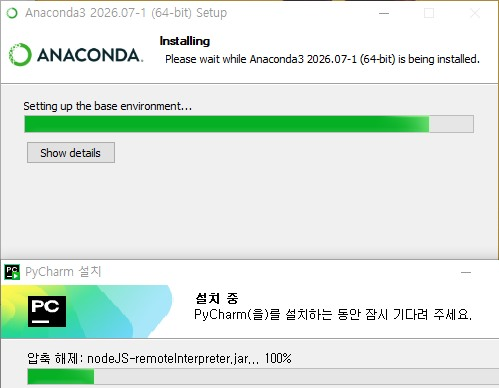 Anaconda3 2026.07-1 (64-bit) Setup
ANACONDA.
Installing
Please wait while Anaconda3 2026.07-1 (64-bit) is being installed.
Setting up the base environment...
Show details
PC PyCharm 설치
PC
설치 중
PyCharm(을)를 설치하는 동안 잠시 기다려 주세요.
압축 해제: nodeJS-remoteInterpreter.jar... 100%